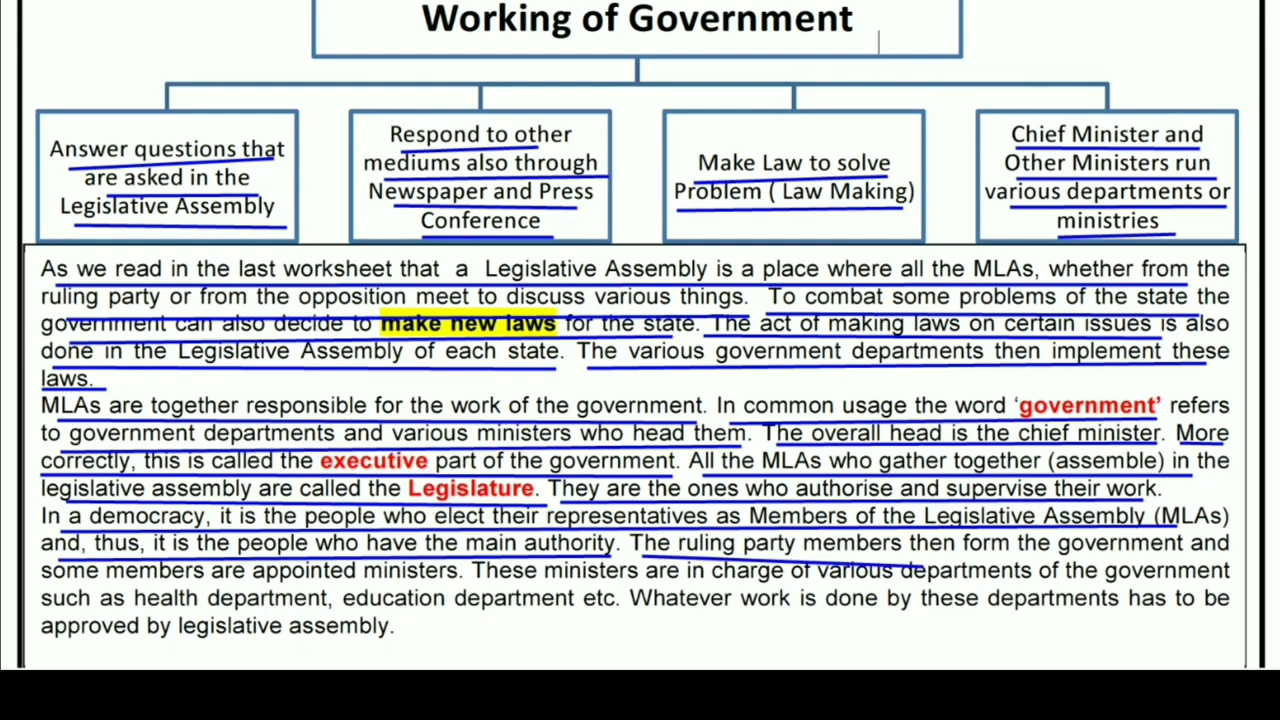 Working of Government
Answer questions that
are asked in the
Legislative Assembly
Respond to other
mediums also through
Newspaper and Press
Conference
Make Law to solve
Problem ( Law Making)
Chief Minister and
Other Ministers run
various departments or
ministries
As we read in the last worksheet that a Legislative Assembly is a place where all the MLAs, whether from the
ruling party or from the opposition meet to discuss various things. To combat some problems of the state the
government can also decide to make new laws for the state. The act of making laws on certain issues is also
done in the Legislative Assembly of each state. The various government departments then implement these
laws.
MLAs are together responsible for the work of the government. In common usage the word ‘government’ refers
to government departments and various ministers who head them. The overall head is the chief minister. More
correctly, this is called the executive part of the government. All the MLAs who gather together (assemble) in the
legislative assembly are called the Legislature. They are the ones who authorise and supervise their work.
In a democracy, it is the people who elect their representatives as Members of the Legislative Assembly (MLAs)
and, thus, it is the people who have the main authority. The ruling party members then form the government and
some members are appointed ministers. These ministers are in charge of various departments of the government
such as health department, education department etc. Whatever work is done by these departments has to be
approved by legislative assembly.